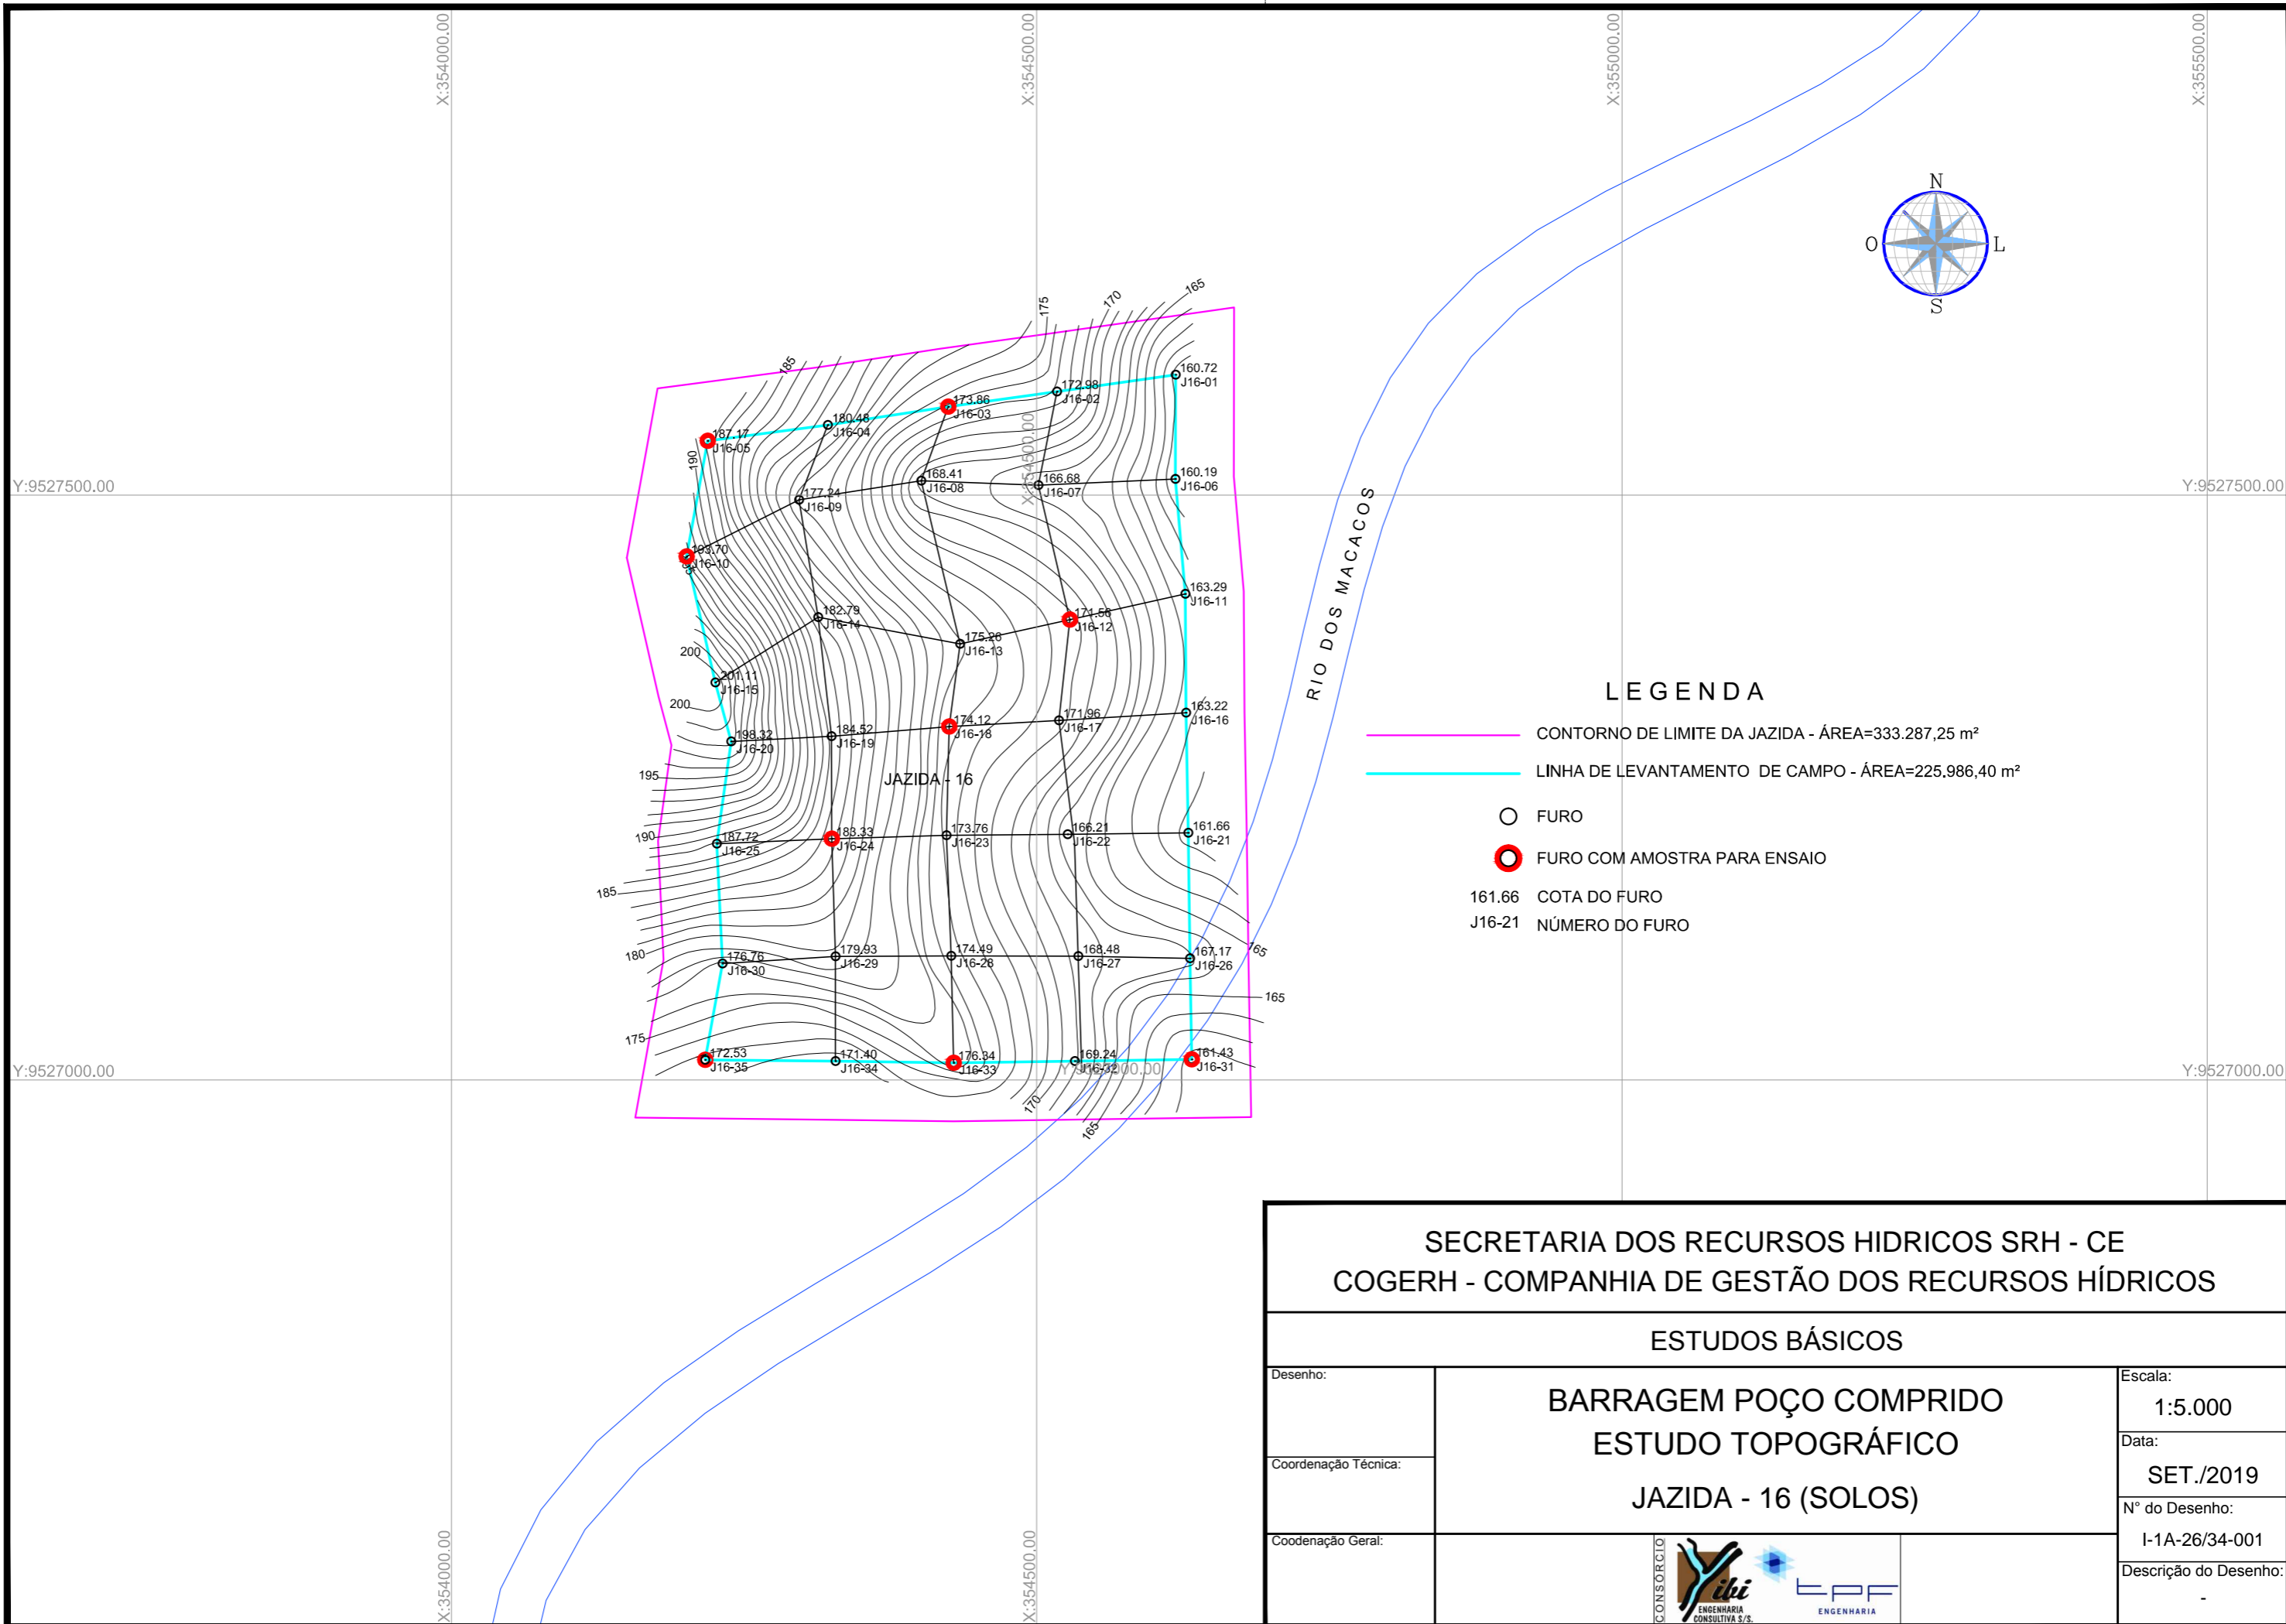 X:354000.00
X:354500.00
X:355000.00
X:355500.00
N
O
L
S
165
170
175
185
160.72
J16-01
172.98
J16-02
173.86
J16-03
180.48
J16-04
187.17
J16-05
190
X:354500.00
Y:9527500.00
Y:9527500.00
160.19
J16-06
166.68
J16-07
168.41
J16-08
177.24
J16-09
193.70
J16-10
163.29
J16-11
171.56
J16-12
175.26
J16-13
182.79
J16-14
200
201.11
J16-15
200
163.22
J16-16
171.96
J16-17
174.12
J16-18
184.52
J16-19
198.32
J16-20
RIO DOS MACACOS
JAZIDA - 16
195
190
161.66
J16-21
166.21
J16-22
173.76
J16-23
183.33
J16-24
187.72
J16-25
185
180
167.17
J16-26
168.48
J16-27
174.49
J16-28
179.93
J16-29
176.76
J16-30
165
165
175
161.43
J16-31
169.24
J16-32
176.34
J16-33
171.40
J16-34
172.53
J16-35
Y:9527000.00
Y:9527000.00
Y:9527000.00
170
165
LEGENDA
CONTORNO DE LIMITE DA JAZIDA - ÁREA=333.287,25 m²
LINHA DE LEVANTAMENTO DE CAMPO - ÁREA=225.986,40 m²
FURO
FURO COM AMOSTRA PARA ENSAIO
161.66 COTA DO FURO
J16-21 NÚMERO DO FURO
SECRETARIA DOS RECURSOS HIDRICOS SRH - CE
COGERH - COMPANHIA DE GESTÃO DOS RECURSOS HÍDRICOS
ESTUDOS BÁSICOS
Desenho:
BARRAGEM POÇO COMPRIDO
ESTUDO TOPOGRÁFICO
JAZIDA - 16 (SOLOS)
Coordenação Técnica:
Coodenação Geral:
Escala:
1:5.000
Data:
SET./2019
N° do Desenho:
I-1A-26/34-001
Descrição do Desenho:
-
CONSÓRCIO
Yibi
ENGENHARIA
CONSULTIVA S/S.
tpf
ENGENHARIA
X:354000.00
X:354500.00